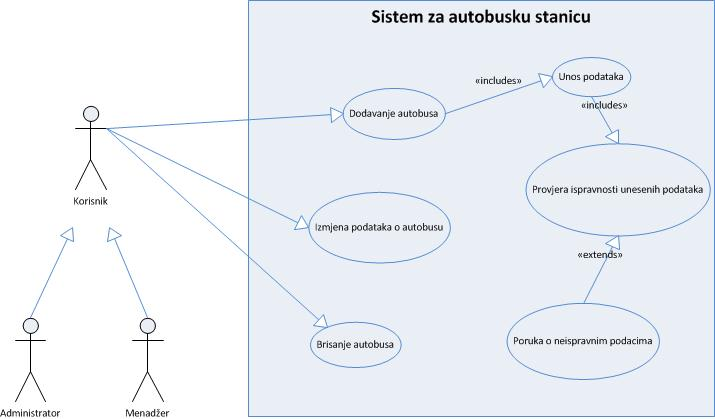 Sistem za autobusku stanicu
Unos podataka
«includes»
«includes»
Dodavanje autobusa
Provjera ispravnosti unesenih podataka
Korisnik
Izmjena podataka o autobusu
«extends»
Brisanje autobusa
Poruka o neispravnim podacima
Administrator
Menadžer